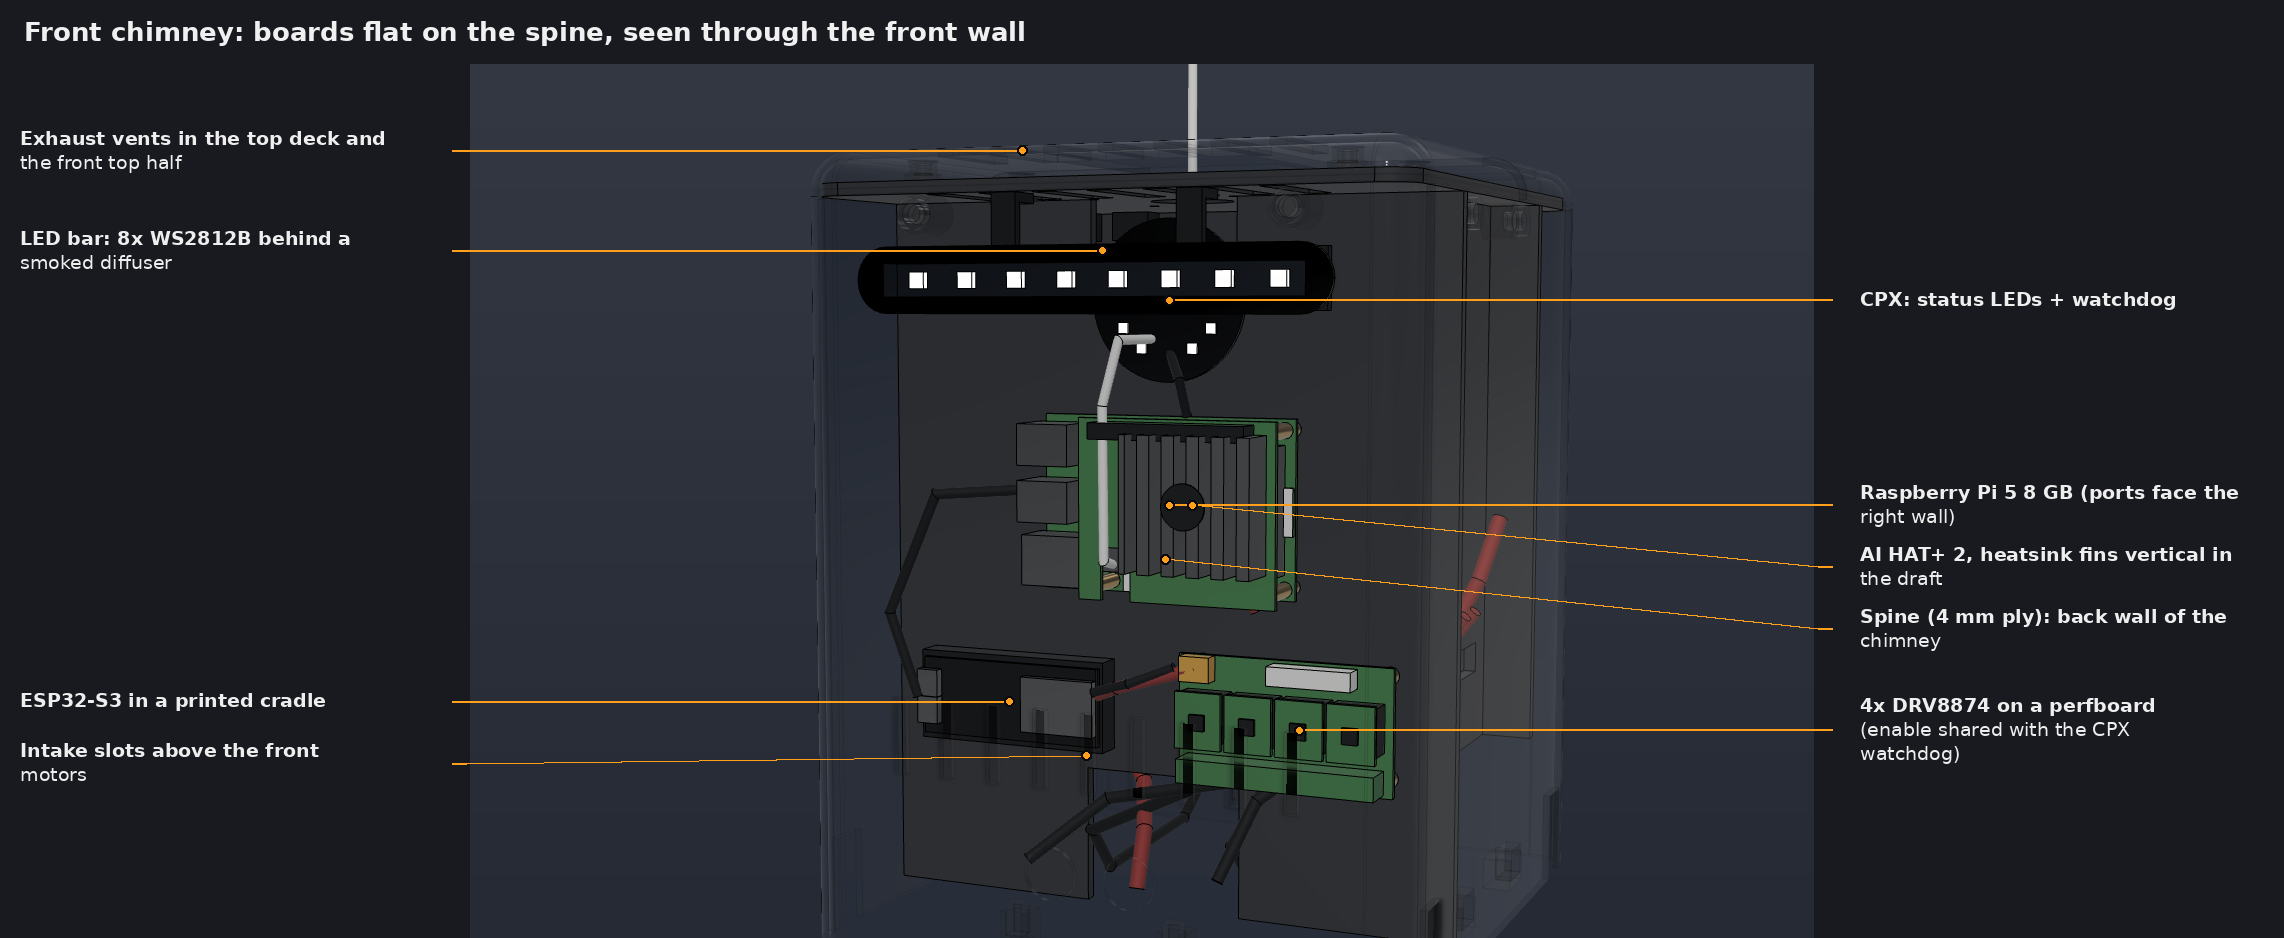 Front chimney: boards flat on the spine, seen through the front wall
Exhaust vents in the top deck and
the front top half
LED bar: 8x WS2812B behind a
smoked diffuser
ESP32-S3 in a printed cradle
Intake slots above the front
motors
CPX: status LEDs + watchdog
Raspberry Pi 5 8 GB (ports face the
right wall)
AI HAT+ 2, heatsink fins vertical in
the draft
Spine (4 mm ply): back wall of the
chimney
4x DRV8874 on a perfboard
(enable shared with the CPX
watchdog)